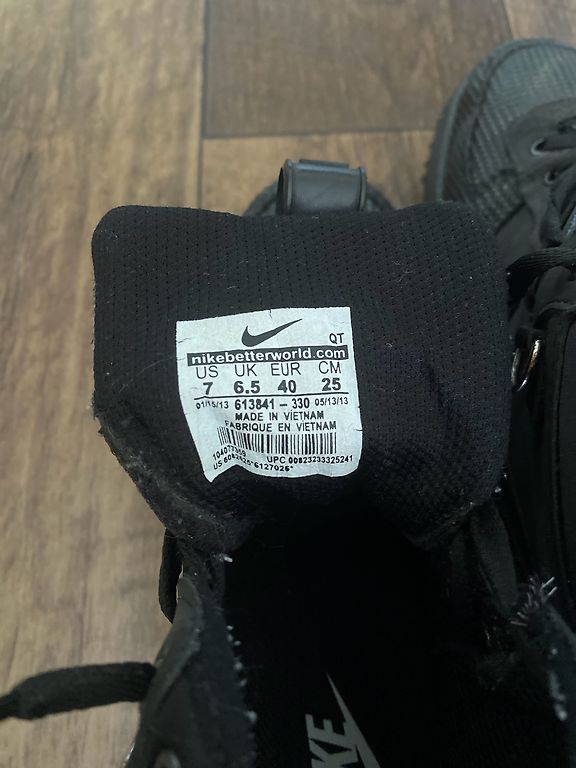 QT
nikebetterworld.com
US UK EUR CM
7 6.5 40 25
01/15/13 613841-330 05/13/13
MADE IN VIETNAM
FABRIQUE EN VIETNAM
UPC 00823233325241
NIKE